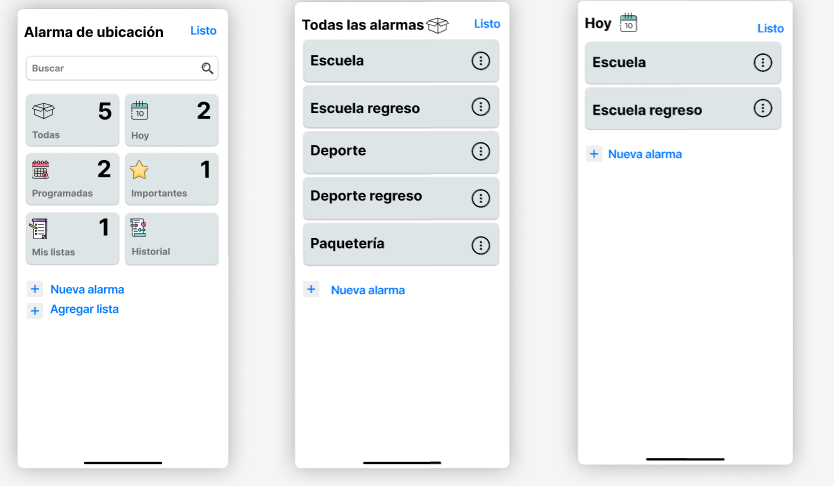 Alarma de ubicación
Listo
Buscar
5
Todas
2
Hoy
2
Programadas
1
Importantes
1
Mis listas
Historial
+ Nueva alarma
+ Agregar lista
Todas las alarmas
Listo
Escuela
Escuela regreso
Deporte
Deporte regreso
Paquetería
+ Nueva alarma
Hoy
10
Listo
Escuela
Escuela regreso
+ Nueva alarma